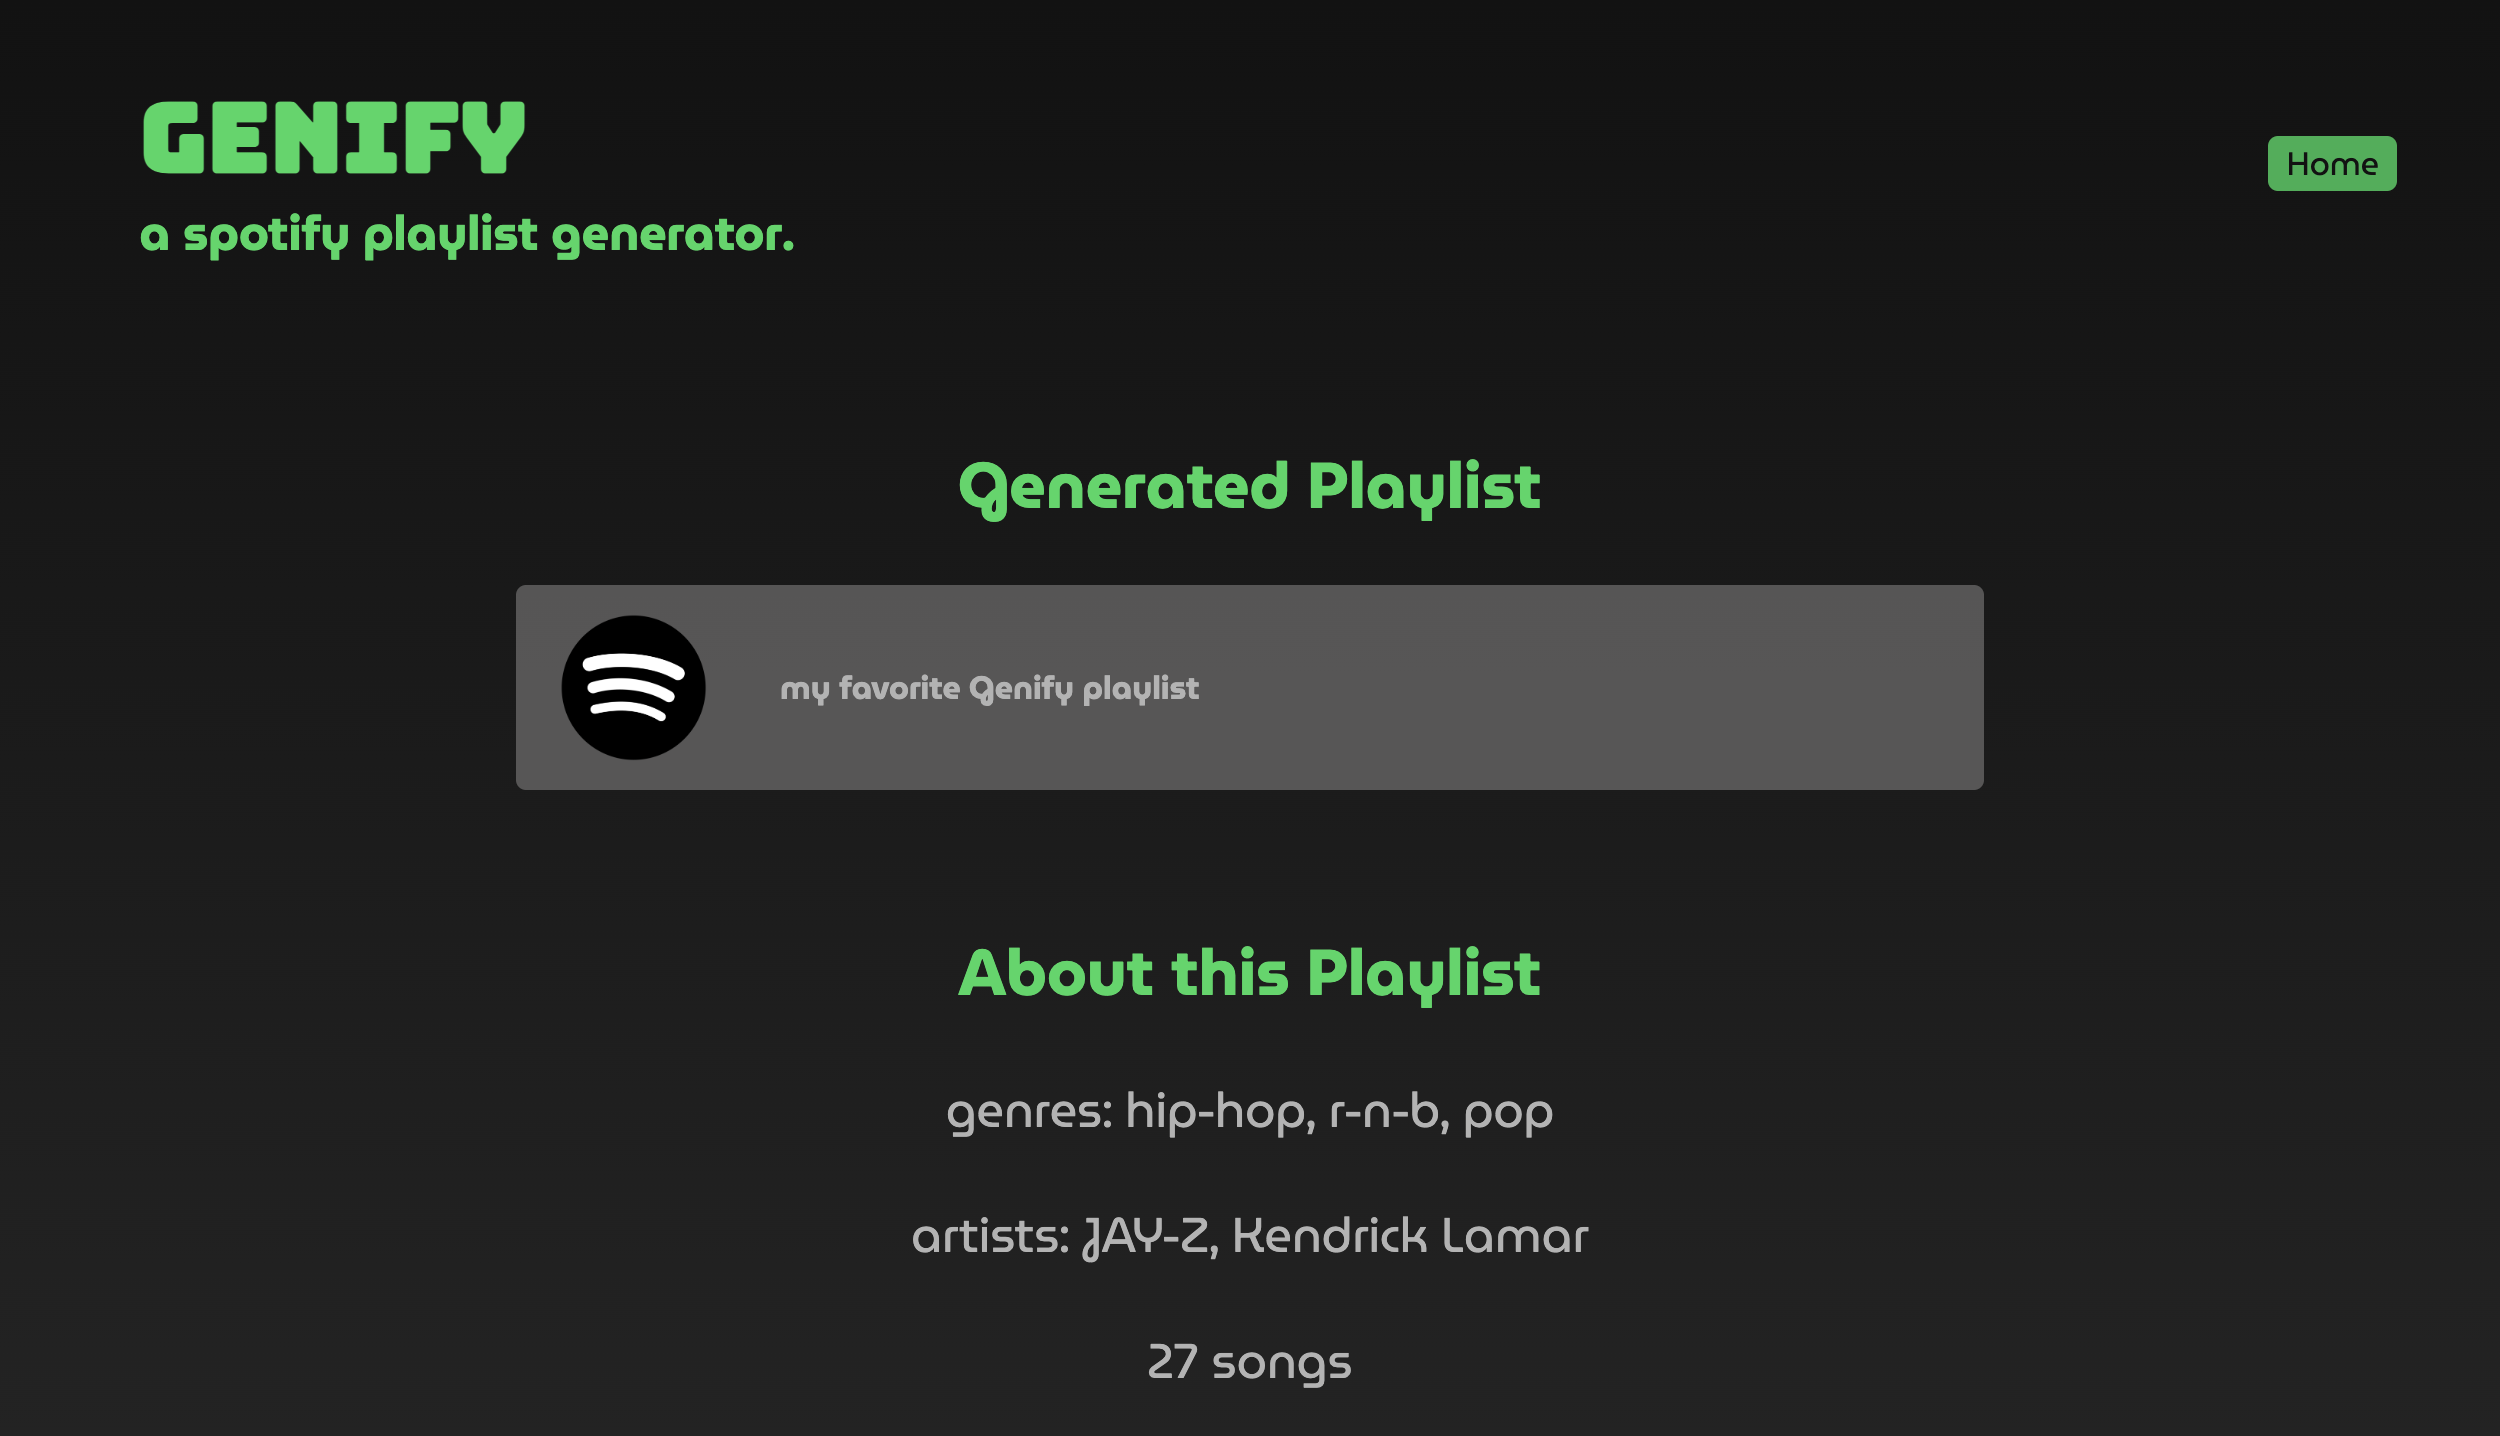 GENIFY
Home
a spotify playlist generator.
Generated Playlist
my favorite Genify playlist
About this Playlist
genres: hip-hop, r-n-b, pop
artists: JAY-Z, Kendrick Lamar
27 songs